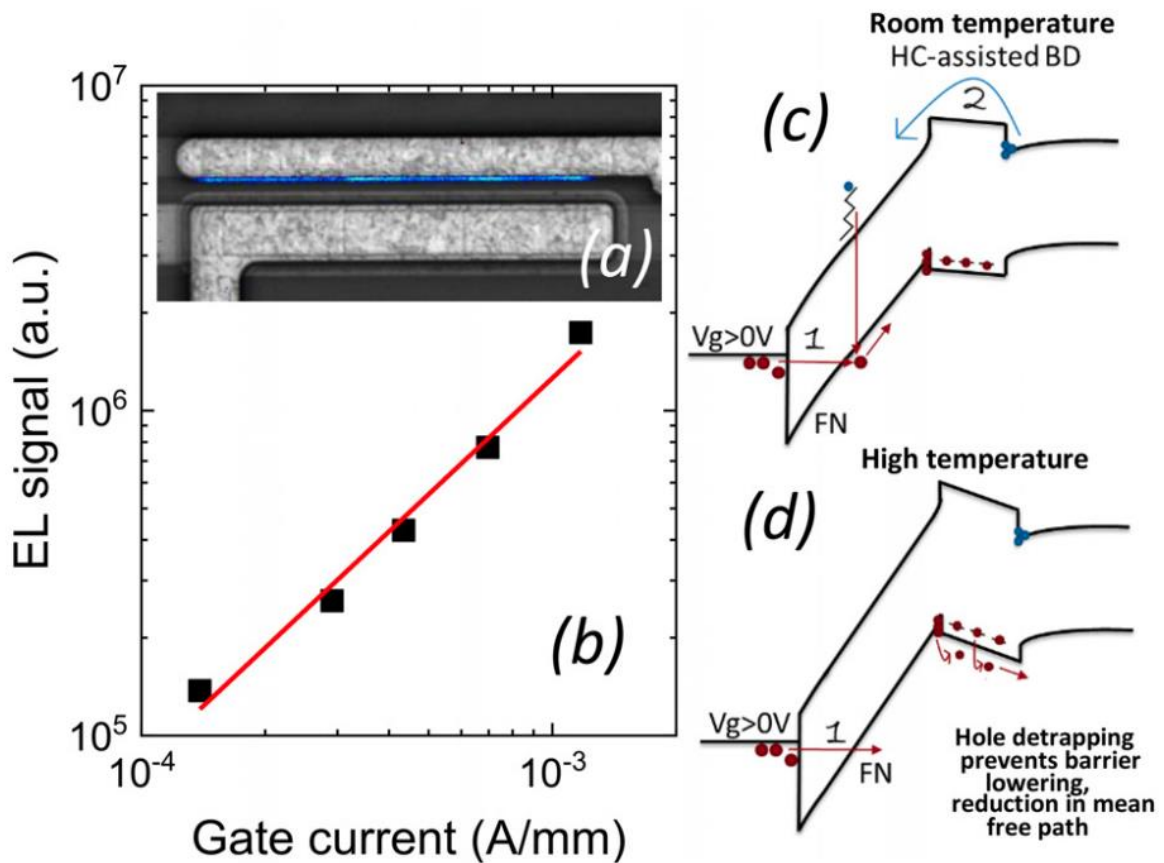 10^7
10^6
10^5
EL signal (a.u.)
(a)
(b)
10^-4
10^-3
Gate current (A/mm)
Room temperature
HC-assisted BD
(c)
2
Vg>0V
1
FN
High temperature
(d)
Vg>0V
1
FN
Hole detrapping
prevents barrier
lowering,
reduction in mean
free path